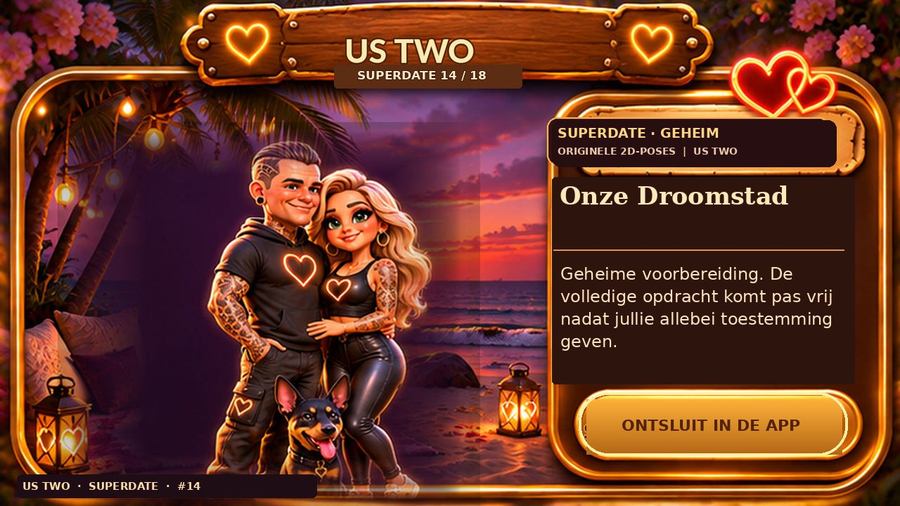 US TWO
SUPERDATE 14 / 18
SUPERDATE · GEHEIM
ORIGINELE 2D-POSES | US TWO
Onze Droomstad
Geheime voorbereiding. De
volledige opdracht komt pas vrij
nadat jullie allebei toestemming
geven.
ONTSLUIT IN DE APP
US TWO · SUPERDATE · #14